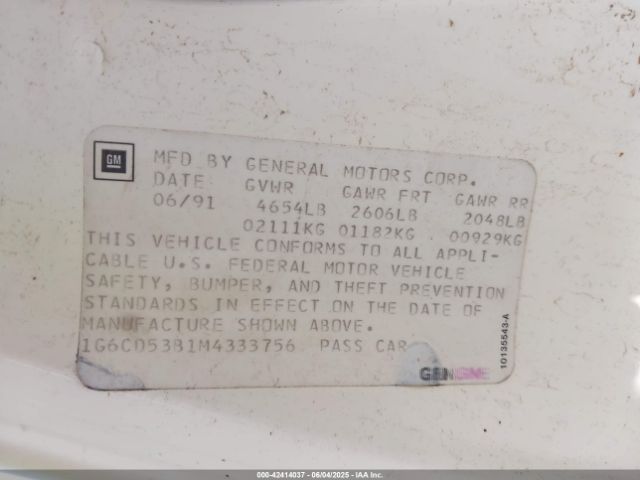 GM
MFD BY GENERAL MOTORS CORP.
DATE GVWR GAWR FRT GAWR RR
06/91 4654LB 2606LB 2048LB
02111KG 01182KG 00929KG
THIS VEHICLE CONFORMS TO ALL APPLI-
CABLE U.S. FEDERAL MOTOR VEHICLE
SAFETY, BUMPER, AND THEFT PREVENTION
STANDARDS IN EFFECT ON THE DATE OF
MANUFACTURE SHOWN ABOVE.
1G6CD53B1M4333756 PASS CAR
GENUINE
10135543-A
000-42414037 - 06/04/2025 - IAA Inc.